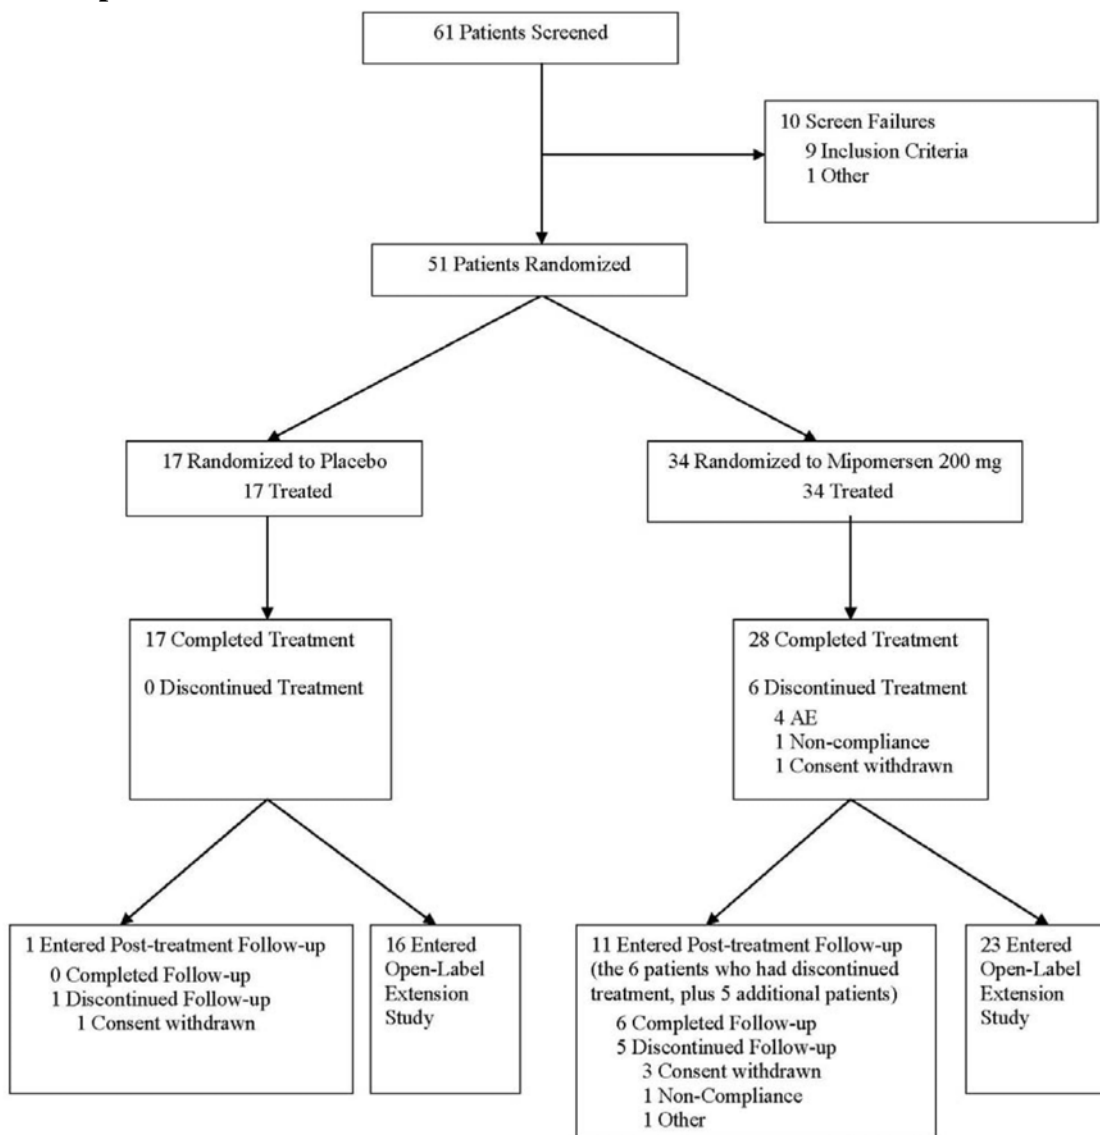 61 Patients Screened
10 Screen Failures
9 Inclusion Criteria
1 Other
51 Patients Randomized
17 Randomized to Placebo
17 Treated
34 Randomized to Mipomersen 200 mg
34 Treated
17 Completed Treatment
0 Discontinued Treatment
28 Completed Treatment
6 Discontinued Treatment
4 AE
1 Non-compliance
1 Consent withdrawn
1 Entered Post-treatment Follow-up
0 Completed Follow-up
1 Discontinued Follow-up
1 Consent withdrawn
16 Entered
Open-Label
Extension
Study
11 Entered Post-treatment Follow-up
(the 6 patients who had discontinued
treatment, plus 5 additional patients)
6 Completed Follow-up
5 Discontinued Follow-up
3 Consent withdrawn
1 Non-Compliance
1 Other
23 Entered
Open-Label
Extension
Study